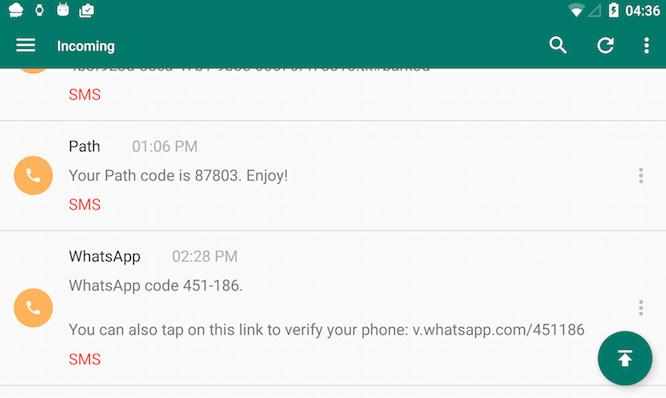 04:36
Incoming
SMS
Path 01:06 PM
Your Path code is 87803. Enjoy!
SMS
WhatsApp 02:28 PM
WhatsApp code 451-186.
You can also tap on this link to verify your phone: v.whatsapp.com/451186
SMS